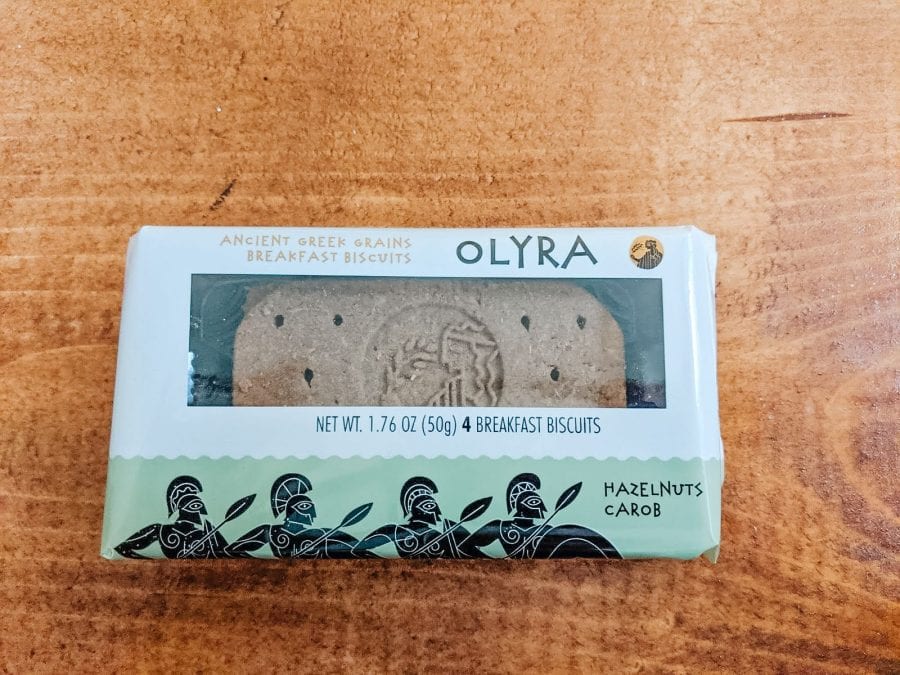 ANCIENT GREEK GRAINS
BREAKFAST BISCUITS
OLYRA
NET WT. 1.76 OZ (50g) 4 BREAKFAST BISCUITS
HAZELNUTS
CAROB